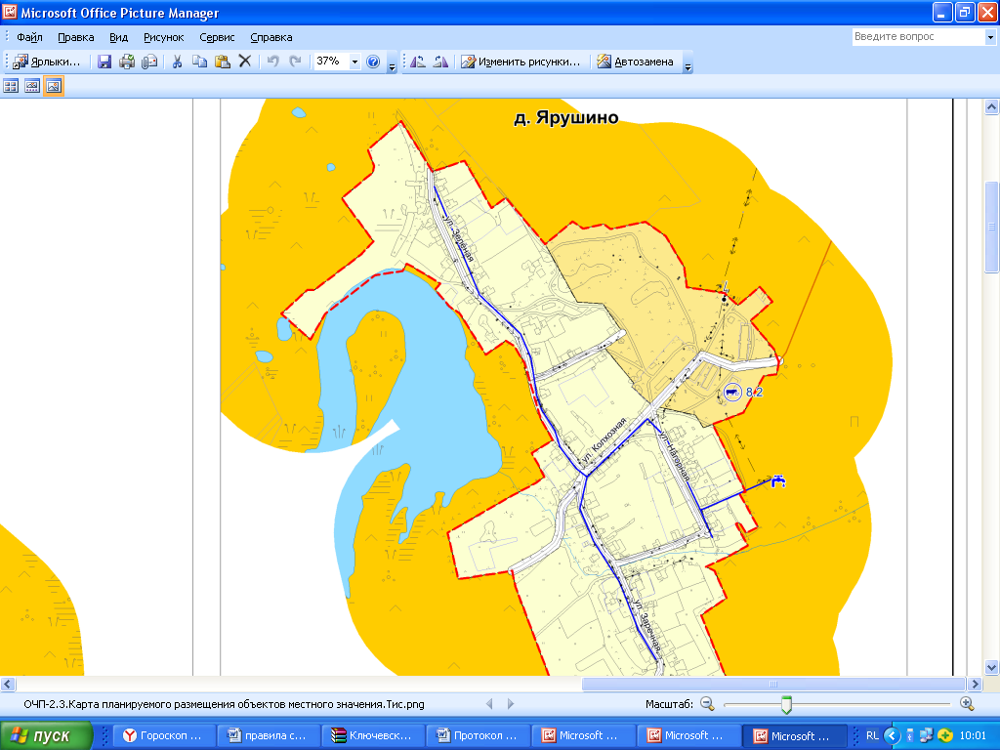 Microsoft Office Picture Manager
Файл Правка Вид Рисунок Сервис Справка
Введите вопрос
Ярлыки... 37% Изменить рисунки... Автозамена
д. Ярушино
ул. Зелёная
8.2
ул. Колхозная
ул. Нагорная
ул. Заречная
ОЧП-2.3.Карта планируемого размещения объектов местного значения.Тис.png
Масштаб:
пуск
Гороскоп ...
правила с...
Ключевск...
Протокол ...
Microsoft ...
Microsoft ...
Microsoft ...
RL
10:01